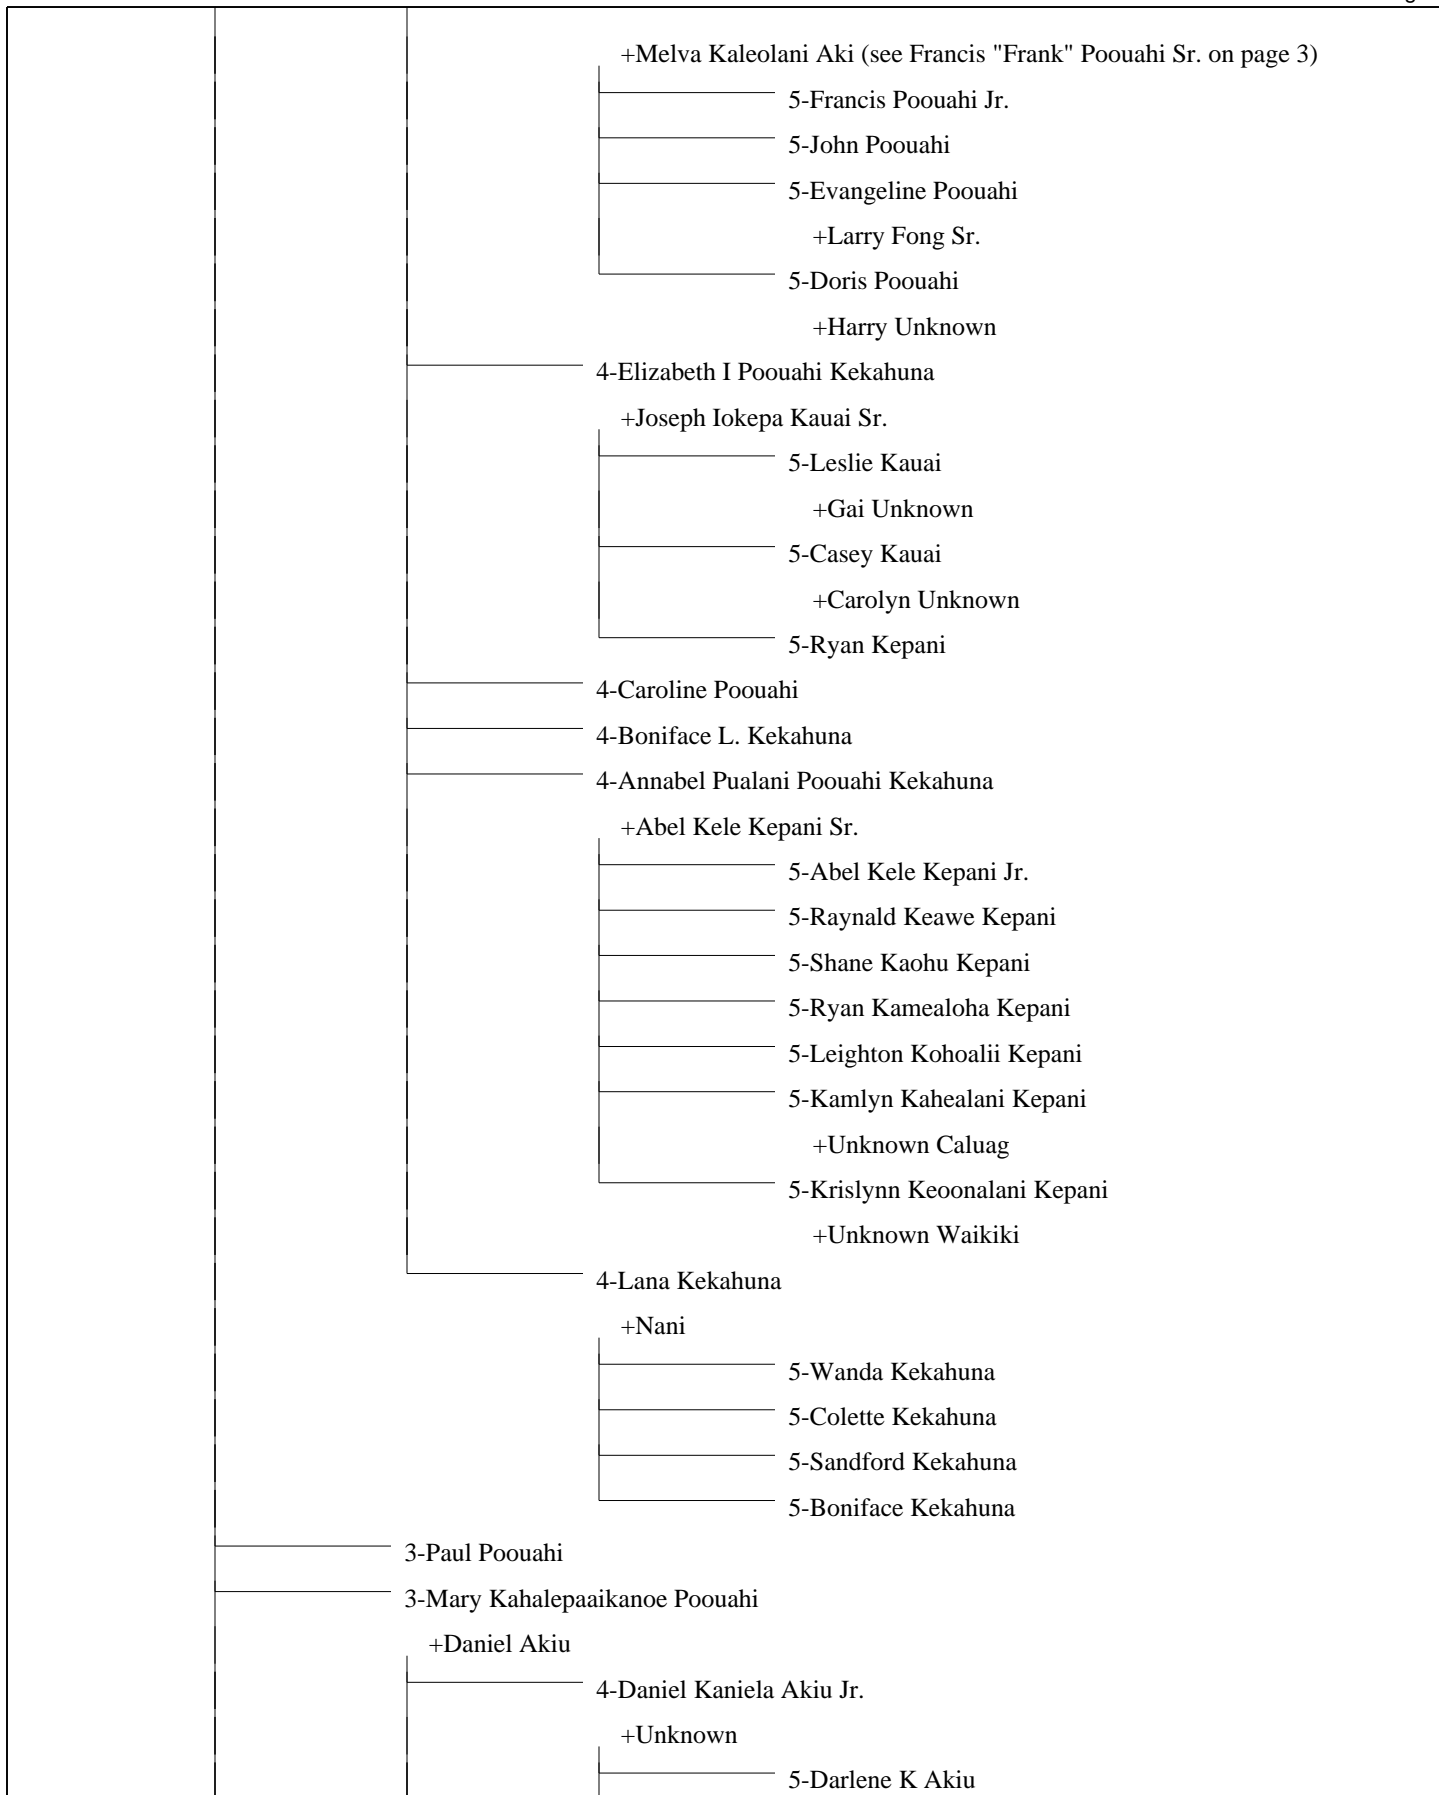 +Melva Kaleolani Aki (see Francis "Frank" Poouahi Sr. on page 3)
5-Francis Poouahi Jr.
5-John Poouahi
5-Evangeline Poouahi
+Larry Fong Sr.
5-Doris Poouahi
+Harry Unknown
4-Elizabeth I Poouahi Kekahuna
+Joseph Iokepa Kauai Sr.
5-Leslie Kauai
+Gai Unknown
5-Casey Kauai
+Carolyn Unknown
5-Ryan Kepani
4-Caroline Poouahi
4-Boniface L. Kekahuna
4-Annabel Pualani Poouahi Kekahuna
+Abel Kele Kepani Sr.
5-Abel Kele Kepani Jr.
5-Raynald Keawe Kepani
5-Shane Kaohu Kepani
5-Ryan Kamealoha Kepani
5-Leighton Kohoalii Kepani
5-Kamlyn Kahealani Kepani
+Unknown Caluag
5-Krislynn Keoonalani Kepani
+Unknown Waikiki
4-Lana Kekahuna
+Nani
5-Wanda Kekahuna
5-Colette Kekahuna
5-Sandford Kekahuna
5-Boniface Kekahuna
3-Paul Poouahi
3-Mary Kahalepaaikanoe Poouahi
+Daniel Akiu
4-Daniel Kaniela Akiu Jr.
+Unknown
5-Darlene K Akiu